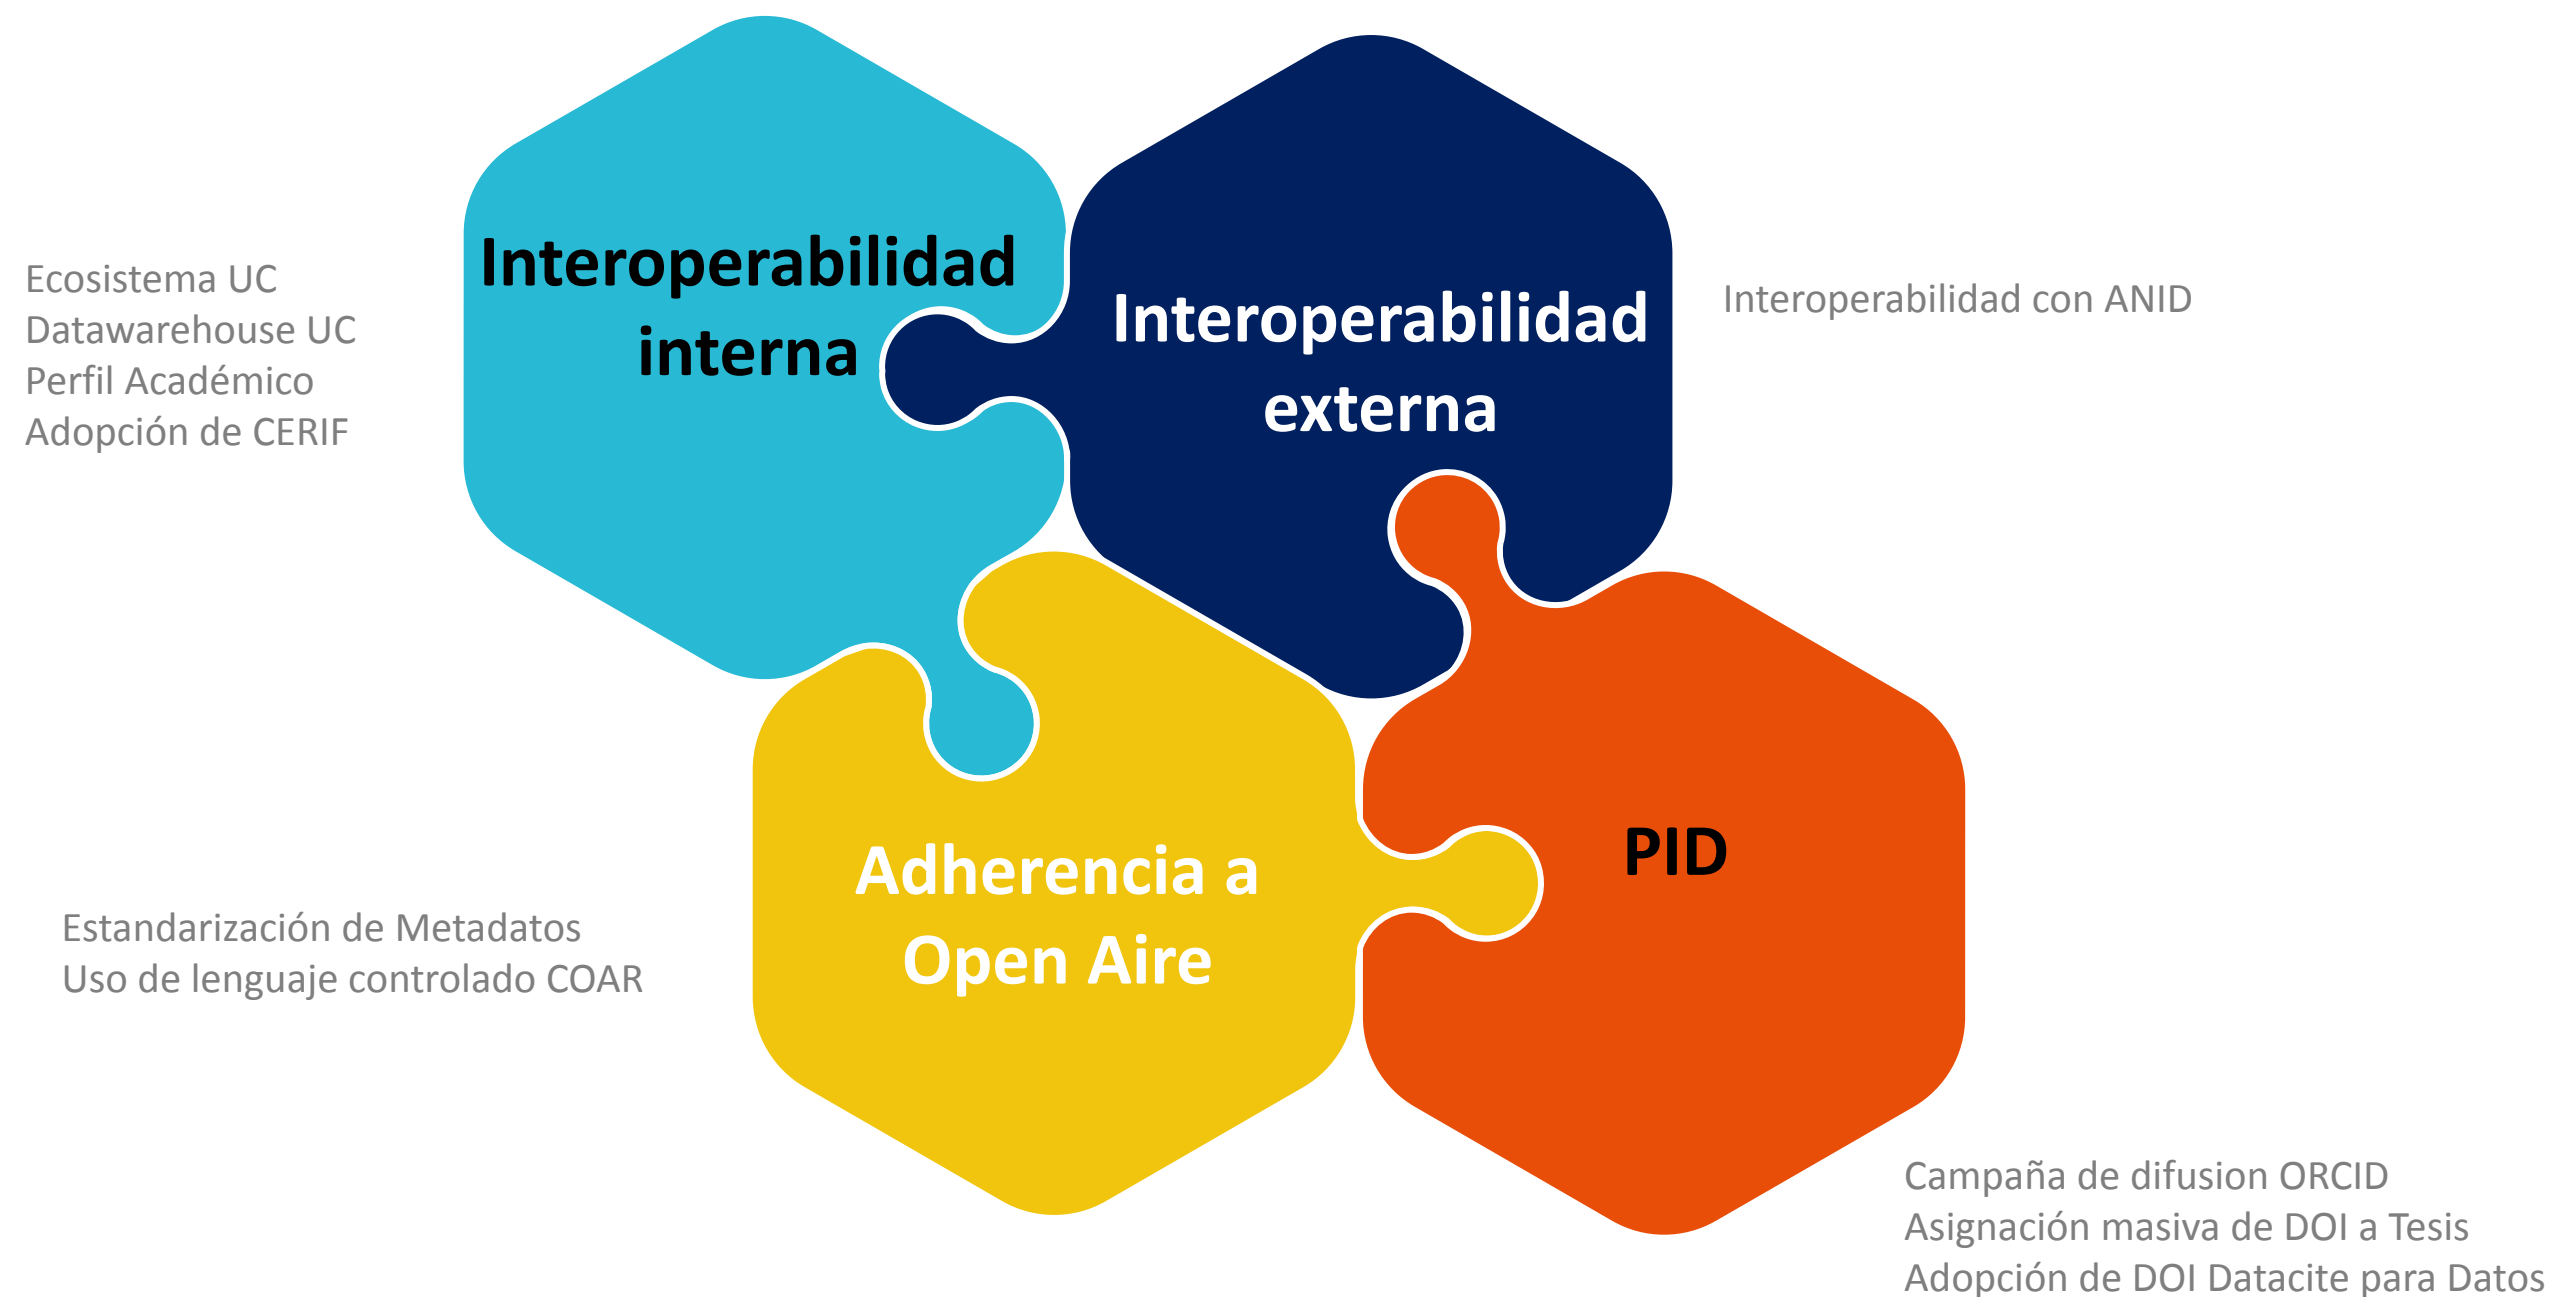 Ecosistema UC
Datawarehouse UC
Perfil Académico
Adopción de CERIF
Interoperabilidad
interna
Interoperabilidad
externa
Interoperabilidad con ANID
Estandarización de Metadatos
Uso de lenguaje controlado COAR
Adherencia a
Open Aire
PID
Campaña de difusion ORCID
Asignación masiva de DOI a Tesis
Adopción de DOI Datacite para Datos